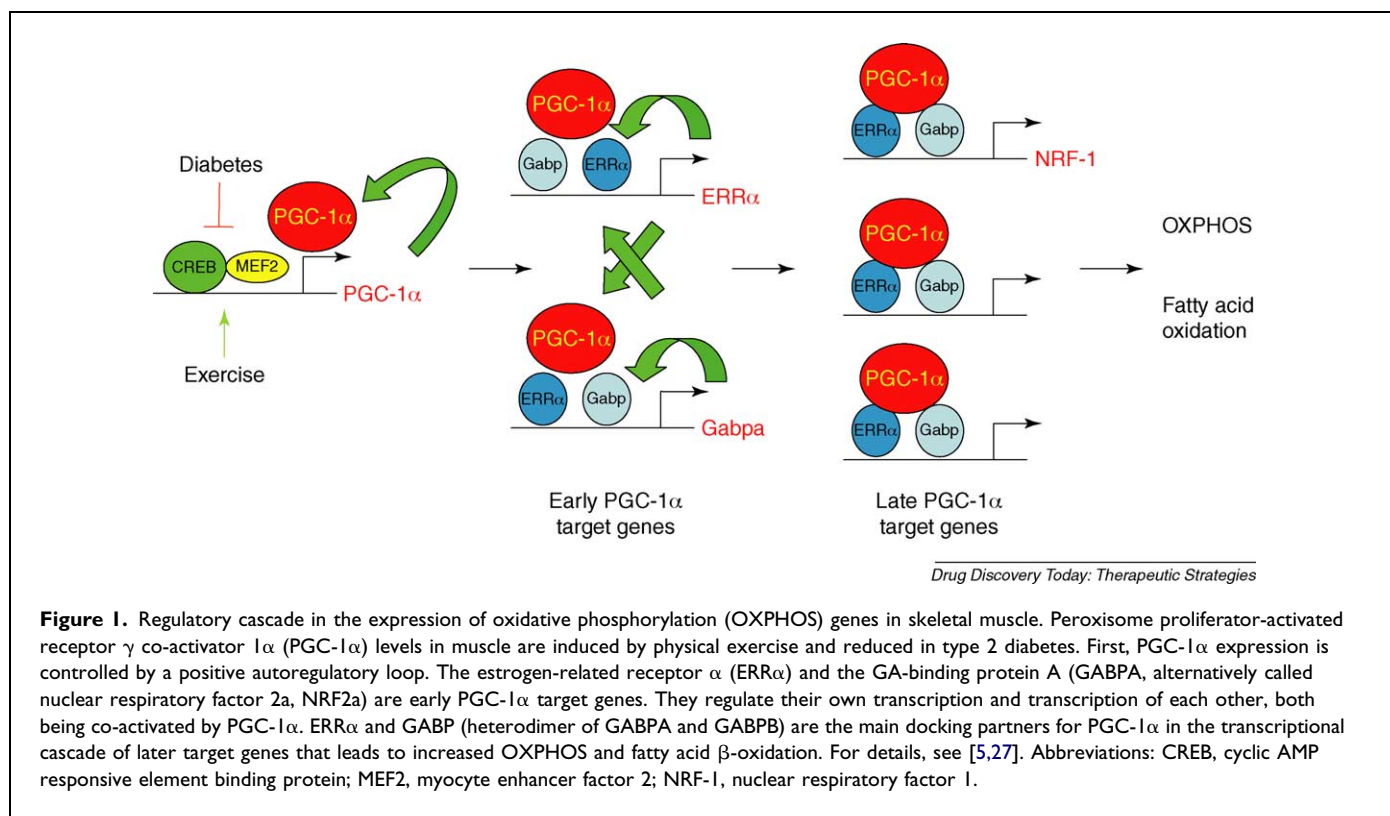 Diabetes
PGC-1α
CREB
MEF2
PGC-1α
Exercise
PGC-1α
Gabp
ERRα
ERRα
PGC-1α
ERRα
Gabp
Gabpa
Early PGC-1α
target genes
PGC-1α
ERRα
Gabp
NRF-1
PGC-1α
ERRα
Gabp
PGC-1α
ERRα
Gabp
Late PGC-1α
target genes
OXPHOS
Fatty acid
oxidation
Drug Discovery Today: Therapeutic Strategies
Figure 1. Regulatory cascade in the expression of oxidative phosphorylation (OXPHOS) genes in skeletal muscle. Peroxisome proliferator-activated
receptor γ co-activator 1α (PGC-1α) levels in muscle are induced by physical exercise and reduced in type 2 diabetes. First, PGC-1α expression is
controlled by a positive autoregulatory loop. The estrogen-related receptor α (ERRα) and the GA-binding protein A (GABPA, alternatively called
nuclear respiratory factor 2a, NRF2a) are early PGC-1α target genes. They regulate their own transcription and transcription of each other, both
being co-activated by PGC-1α. ERRα and GABP (heterodimer of GABPA and GABPB) are the main docking partners for PGC-1α in the transcriptional
cascade of later target genes that leads to increased OXPHOS and fatty acid β-oxidation. For details, see [5,27]. Abbreviations: CREB, cyclic AMP
responsive element binding protein; MEF2, myocyte enhancer factor 2; NRF-1, nuclear respiratory factor 1.